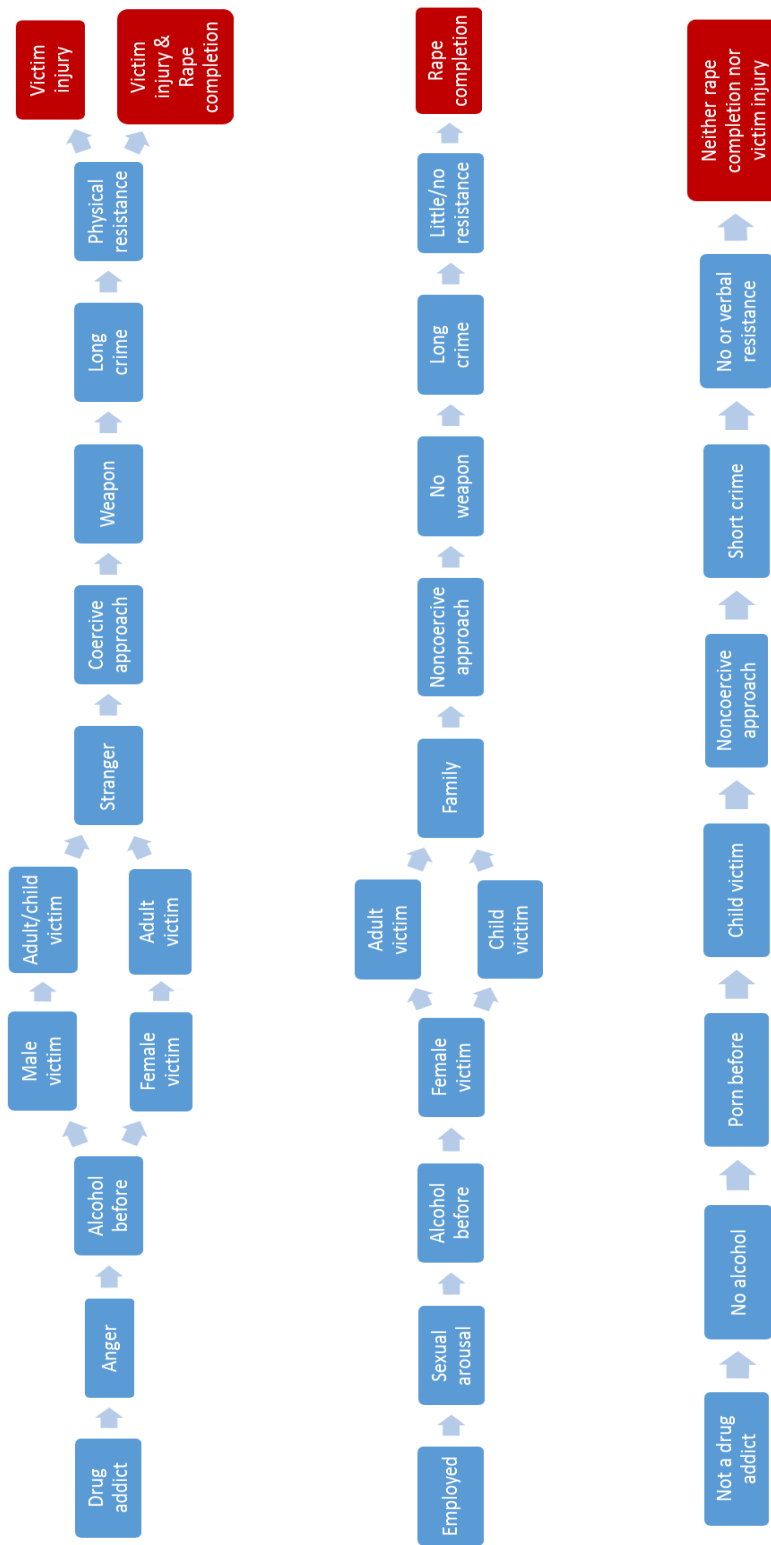 Drug
addict
Anger
Alcohol
before
Male
victim
Adult/child
victim
Female
victim
Adult
victim
Stranger
Coercive
approach
Weapon
Long
crime
Physical
resistance
Victim
injury
Victim
injury &
Rape
completion
Employed
Sexual
arousal
Alcohol
before
Female
victim
Adult
victim
Child
victim
Family
Noncoercive
approach
No
weapon
Long
crime
Little/no
resistance
Rape
completion
Not a drug
addict
No alcohol
Porn before
Child victim
Noncoercive
approach
Short crime
No or verbal
resistance
Neither rape
completion nor
victim injury